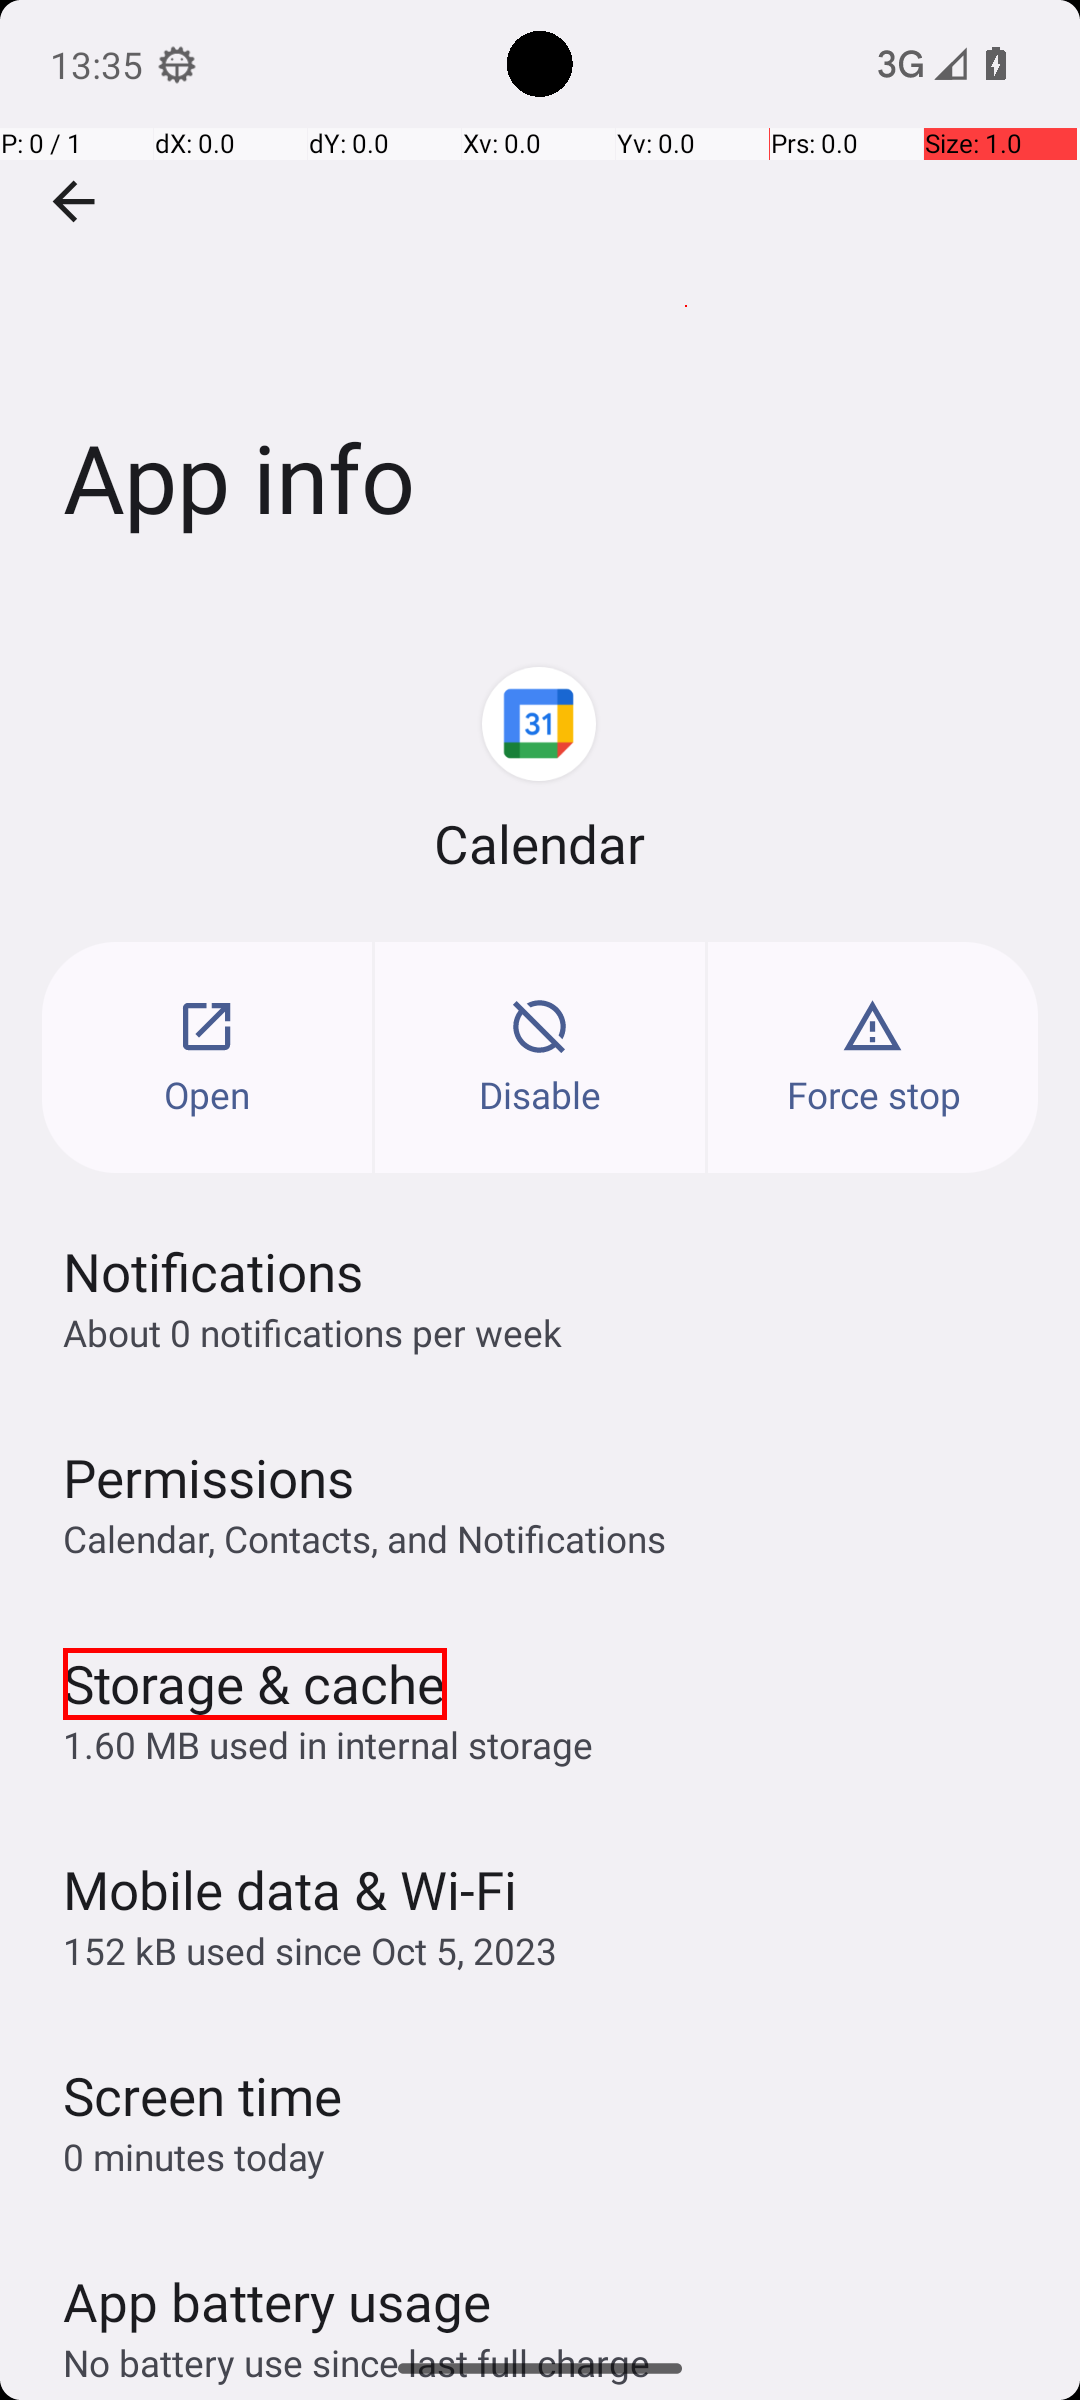 13:35
3G
P: 0 / 1
dX: 0.0
dY: 0.0
Xv: 0.0
Yv: 0.0
Prs: 0.0
Size: 1.0
App info
31
Calendar
Open
Disable
Force stop
Notifications
About 0 notifications per week
Permissions
Calendar, Contacts, and Notifications
Storage & cache
1.60 MB used in internal storage
Mobile data & Wi-Fi
152 kB used since Oct 5, 2023
Screen time
0 minutes today
App battery usage
No battery use since last full charge